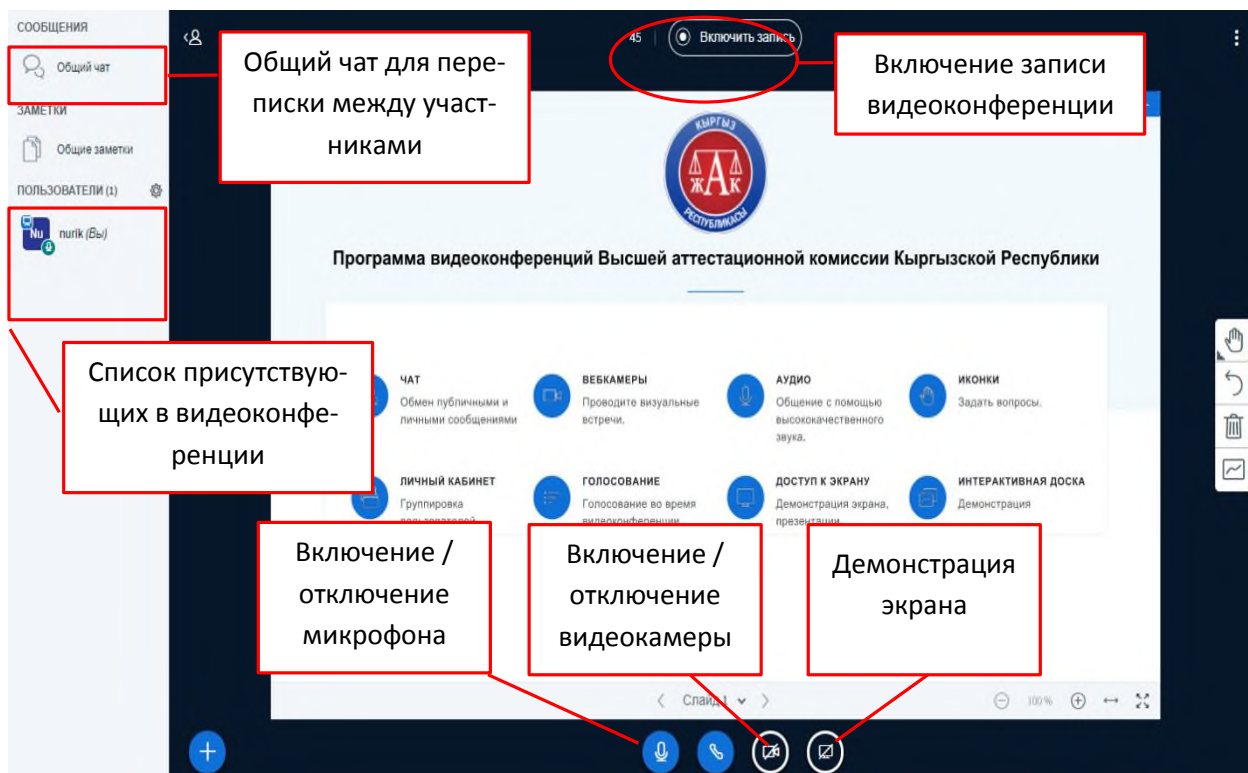 СООБЩЕНИЯ
Общий чат
ЗАМЕТКИ
Общие заметки
ПОЛЬЗОВАТЕЛИ (1)
Nu
nurik (Вы)
45
Включить запись
Общий чат для пере-
писки между участ-
никами
Включение записи
видеоконференции
КЫРГЫЗ
ЖАК
РЕСПУБЛИКАСЫ
Программа видеоконференций Высшей аттестационной комиссии Кыргызской Республики
Список присутствую-
щих в видеоконфе-
ренции
ЧАТ
Обмен публичными и
личными сообщениями
ВЕБКАМЕРЫ
Проводите визуальные
встречи.
АУДИО
Общение с помощью
высококачественного
звука.
ИКОНКИ
Задать вопросы.
ЛИЧНЫЙ КАБИНЕТ
Группировка
пользователей
ГОЛОСОВАНИЕ
Голосование во время
видеоконференции
ДОСТУП К ЭКРАНУ
Демонстрация экрана,
презентации
ИНТЕРАКТИВНАЯ ДОСКА
Демонстрация
Включение /
отключение
микрофона
Включение /
отключение
видеокамеры
Демонстрация
экрана
Слайд 1
100%